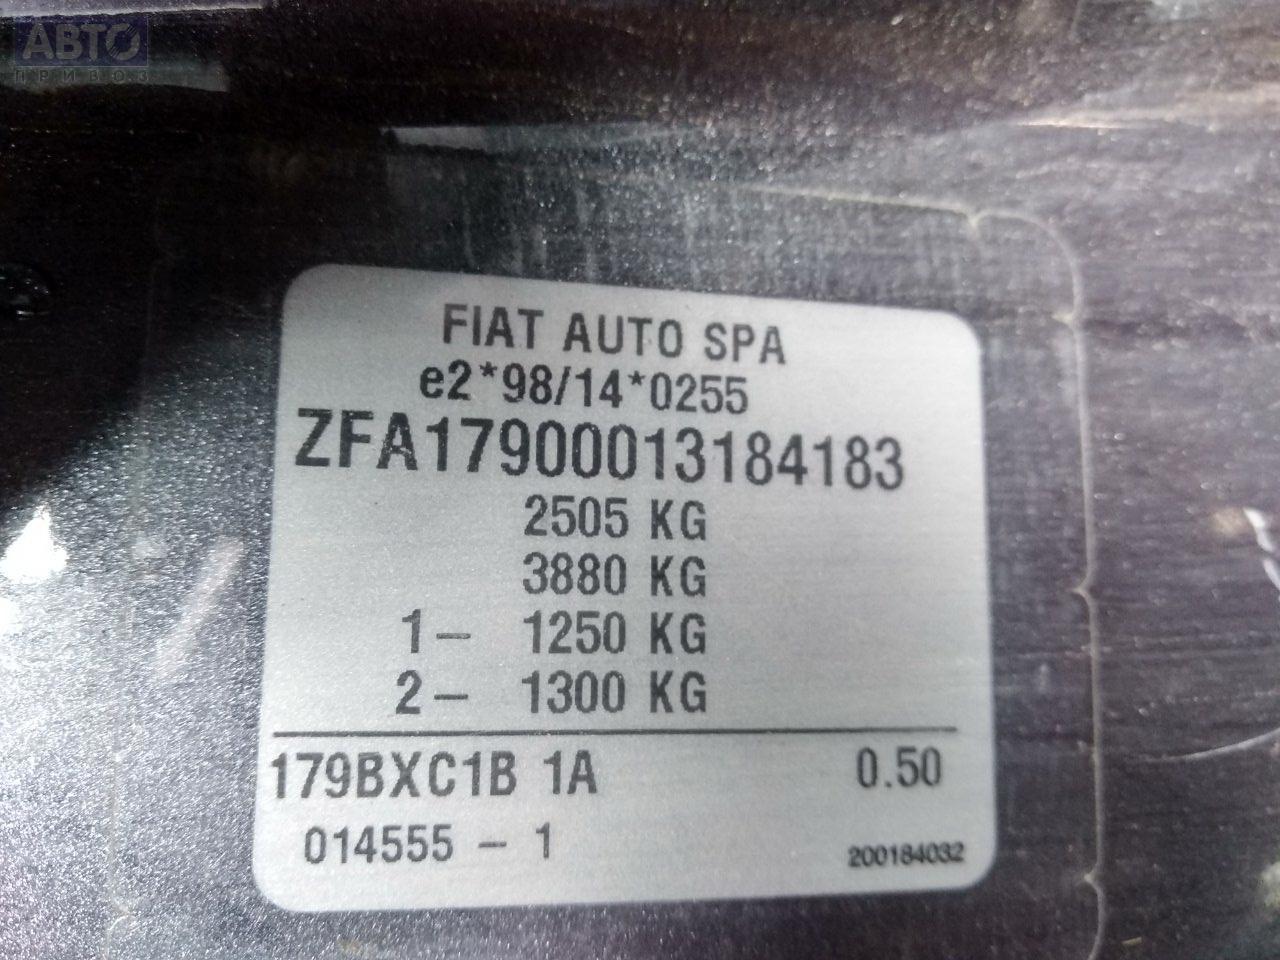 АВТО
ПРИВОЗ
FIAT AUTO SPA
e2*98/14*0255
ZFA17900013184183
2505 KG
3880 KG
1– 1250 KG
2– 1300 KG
179BXC1B 1A 0.50
014555 – 1 200184032